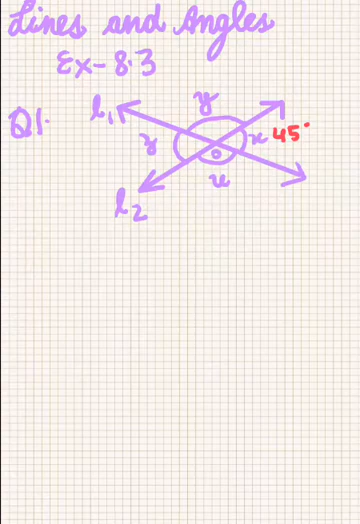 Lines and Angles
Ex-8.3
Q1.
l1
y
x 45°
y
O
u
l2